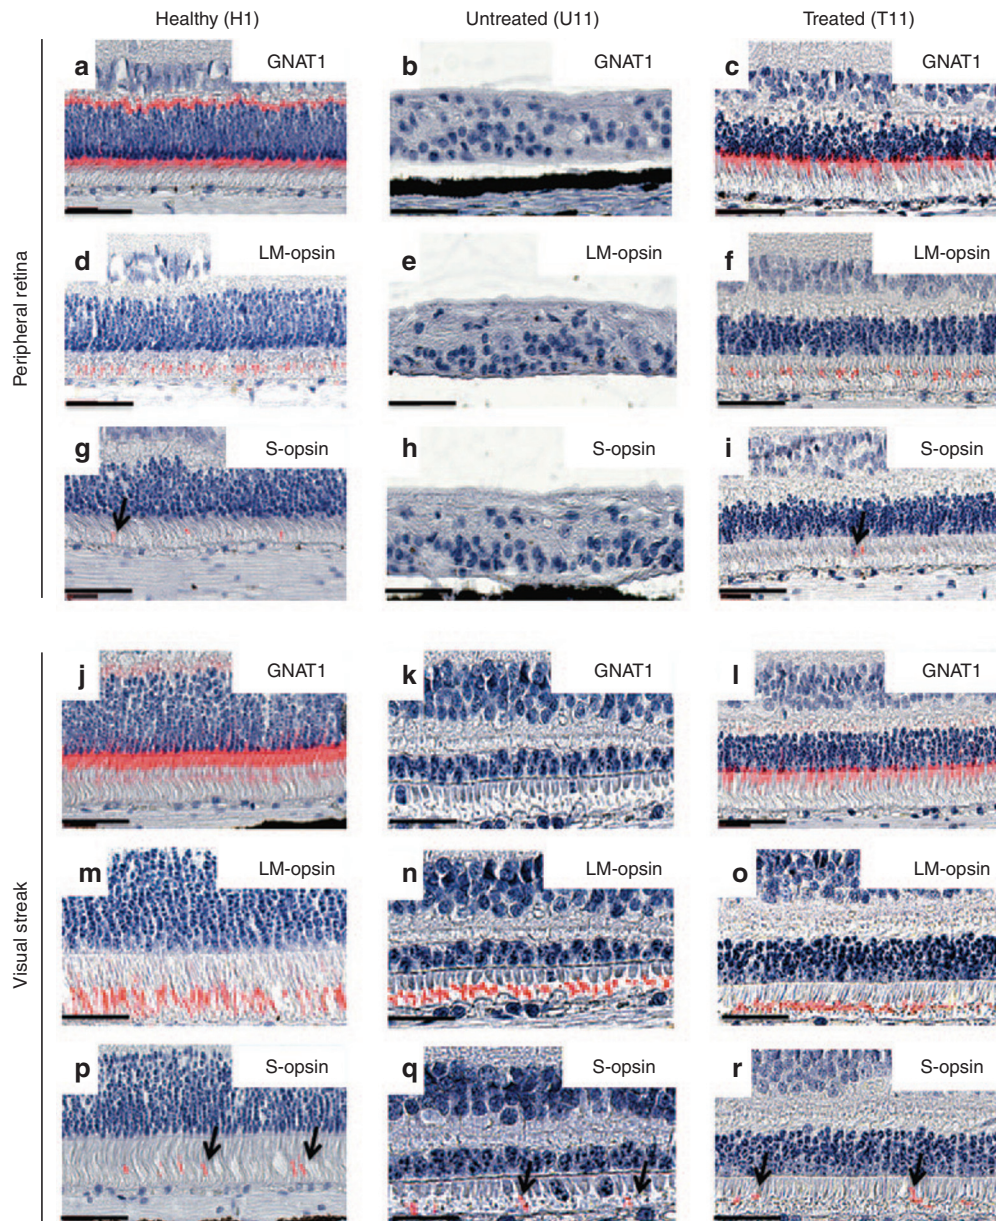 Healthy (H1) Untreated (U11) Treated (T11)
Peripheral retina
a GNAT1 b GNAT1 c GNAT1
d LM-opsin e LM-opsin f LM-opsin
g S-opsin h S-opsin i S-opsin
Visual streak
j GNAT1 k GNAT1 l GNAT1
m LM-opsin n LM-opsin o LM-opsin
p S-opsin q S-opsin r S-opsin